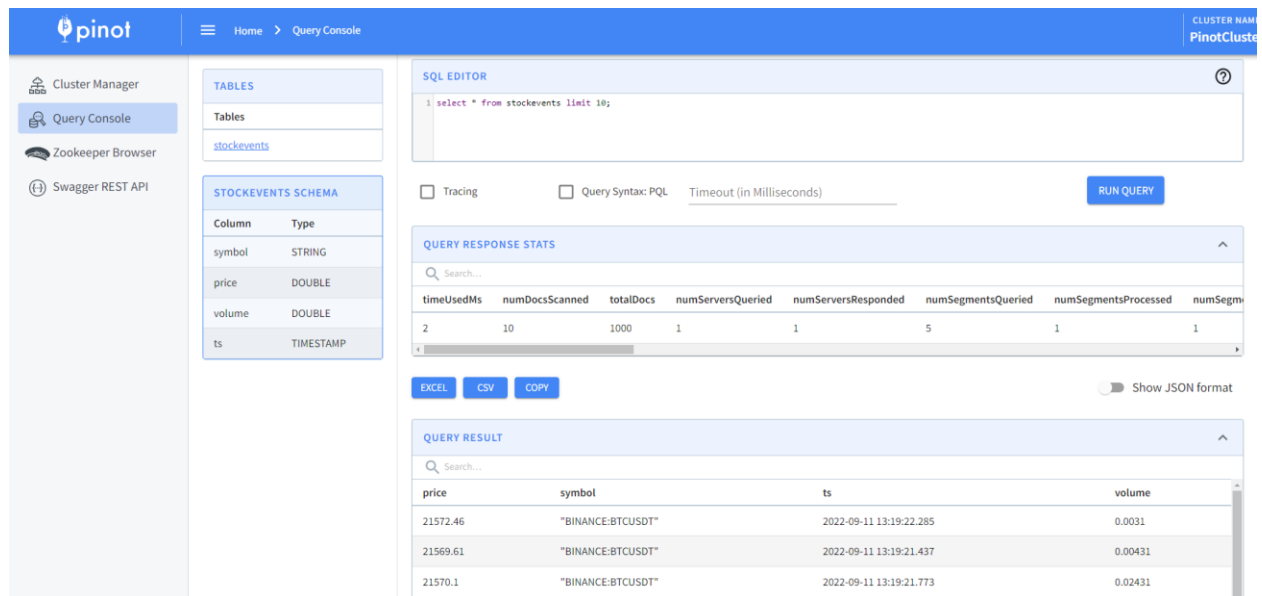 pinot
Home > Query Console
CLUSTER NAM
PinotCluste
Cluster Manager
Query Console
Zookeeper Browser
Swagger REST API
TABLES
Tables
stockevents
STOCKEVENTS SCHEMA
Column Type
symbol STRING
price DOUBLE
volume DOUBLE
ts TIMESTAMP
SQL EDITOR
1 select * from stockevents limit 10;
Tracing Query Syntax: PQL Timeout (in Milliseconds) RUN QUERY
QUERY RESPONSE STATS
Search...
timeUsedMs numDocsScanned totalDocs numServersQueried numServersResponded numSegmentsQueried numSegmentsProcessed numSegm
2 10 1000 1 1 5 1 1
EXCEL CSV COPY Show JSON format
QUERY RESULT
Search...
price symbol ts volume
21572.46 "BINANCE:BTCUSDT" 2022-09-11 13:19:22.285 0.0031
21569.61 "BINANCE:BTCUSDT" 2022-09-11 13:19:21.437 0.00431
21570.1 "BINANCE:BTCUSDT" 2022-09-11 13:19:21.773 0.02431